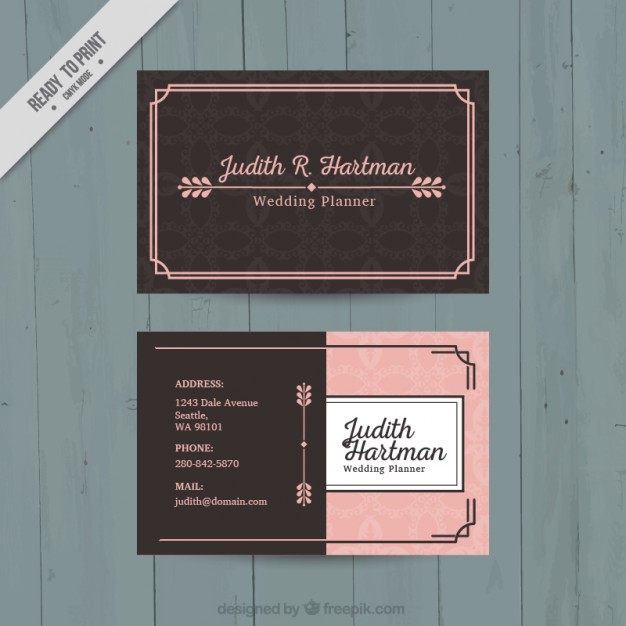 READY TO PRINT
CMYK MODE
Judith R. Hartman
Wedding Planner
ADDRESS:
1243 Dale Avenue
Seattle,
WA 98101
PHONE:
280-842-5870
MAIL:
judith@domain.com
Judith
Hartman
Wedding Planner
designed by freepik.com